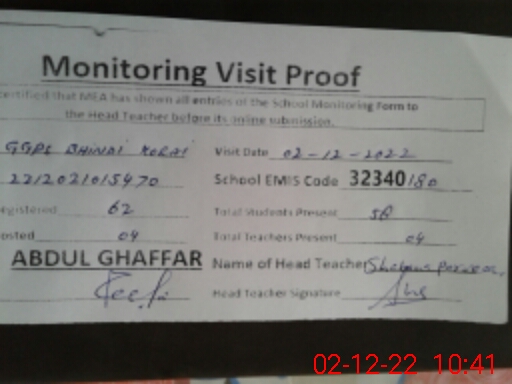 Monitoring Visit Proof
certified that MEA has shown all entries of the School Monitoring Form to
the Head Teacher before its online submission.
GGPS BHINDI KORAI Visit Date 02-12-2022
School EMIS Code 32340180
egistered 62 Total Students Present 58
osted 04 Total Teachers Present 04
ABDUL GHAFFAR Name of Head Teacher
Head Teacher Signature
02-12-22 10:41